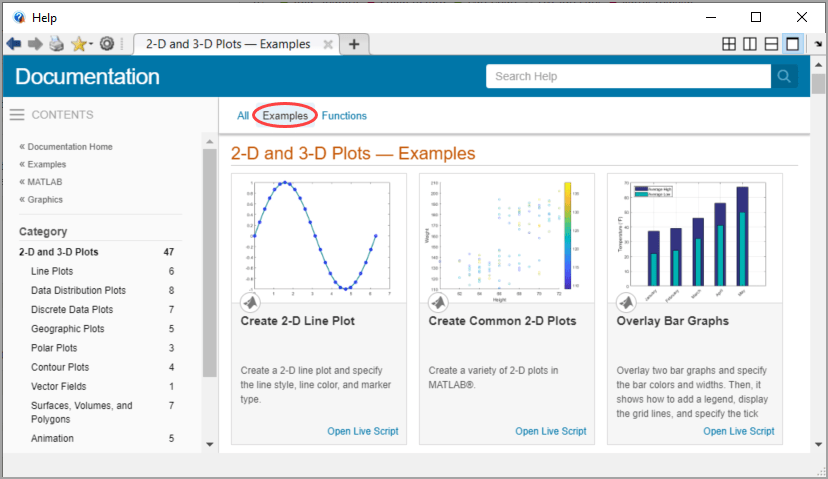 Help
2-D and 3-D Plots — Examples
Documentation
Search Help
CONTENTS
All Examples Functions
« Documentation Home
« Examples
« MATLAB
« Graphics
Category
2-D and 3-D Plots 47
Line Plots 6
Data Distribution Plots 8
Discrete Data Plots 7
Geographic Plots 5
Polar Plots 3
Contour Plots 4
Vector Fields 1
Surfaces, Volumes, and 7
Polygons
Animation 5
2-D and 3-D Plots — Examples
Weight
Height
Temperature (°F)
Average High
Average Low
January
February
March
April
May
Create 2-D Line Plot
Create a 2-D line plot and specify
the line style, line color, and marker
type.
Open Live Script
Create Common 2-D Plots
Create a variety of 2-D plots in
MATLAB®.
Open Live Script
Overlay Bar Graphs
Overlay two bar graphs and specify
the bar colors and widths. Then, it
shows how to add a legend, display
the grid lines, and specify the tick
Open Live Script